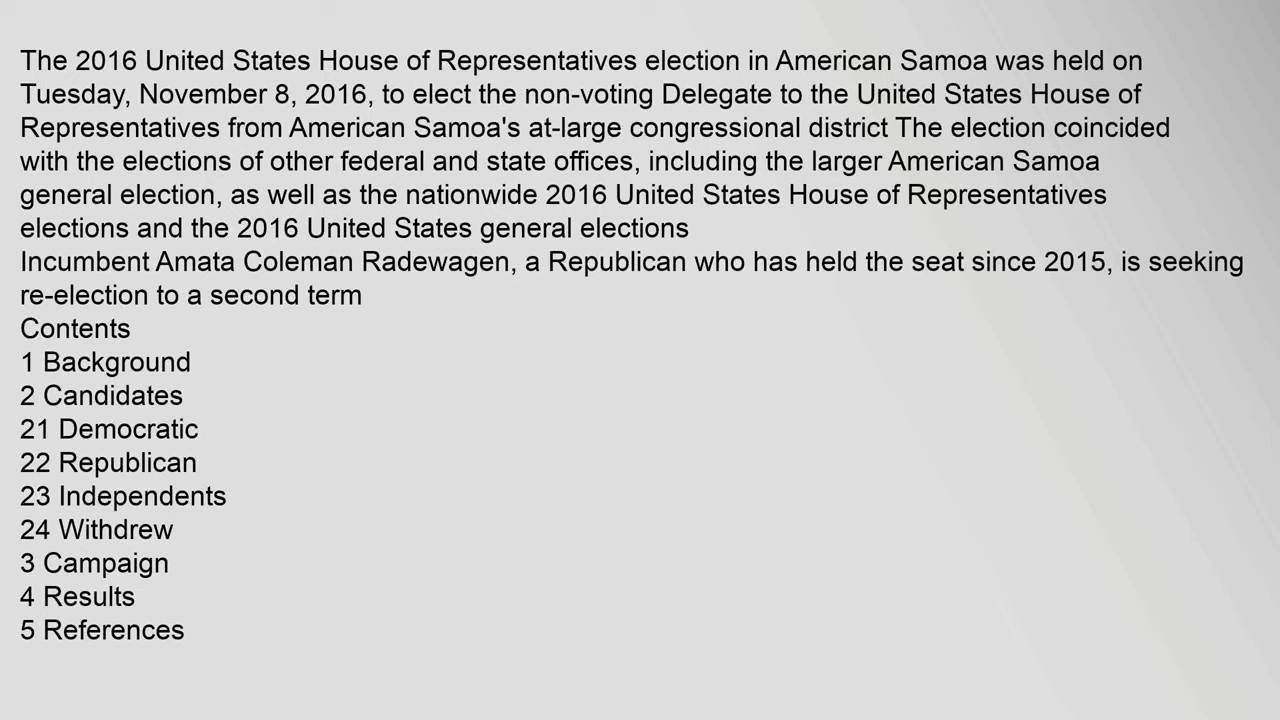 The 2016 United States House of Representatives election in American Samoa was held on
Tuesday, November 8, 2016, to elect the non-voting Delegate to the United States House of
Representatives from American Samoa's at-large congressional district The election coincided
with the elections of other federal and state offices, including the larger American Samoa
general election, as well as the nationwide 2016 United States House of Representatives
elections and the 2016 United States general elections
Incumbent Amata Coleman Radewagen, a Republican who has held the seat since 2015, is seeking
re-election to a second term
Contents
1 Background
2 Candidates
21 Democratic
22 Republican
23 Independents
24 Withdrew
3 Campaign
4 Results
5 References